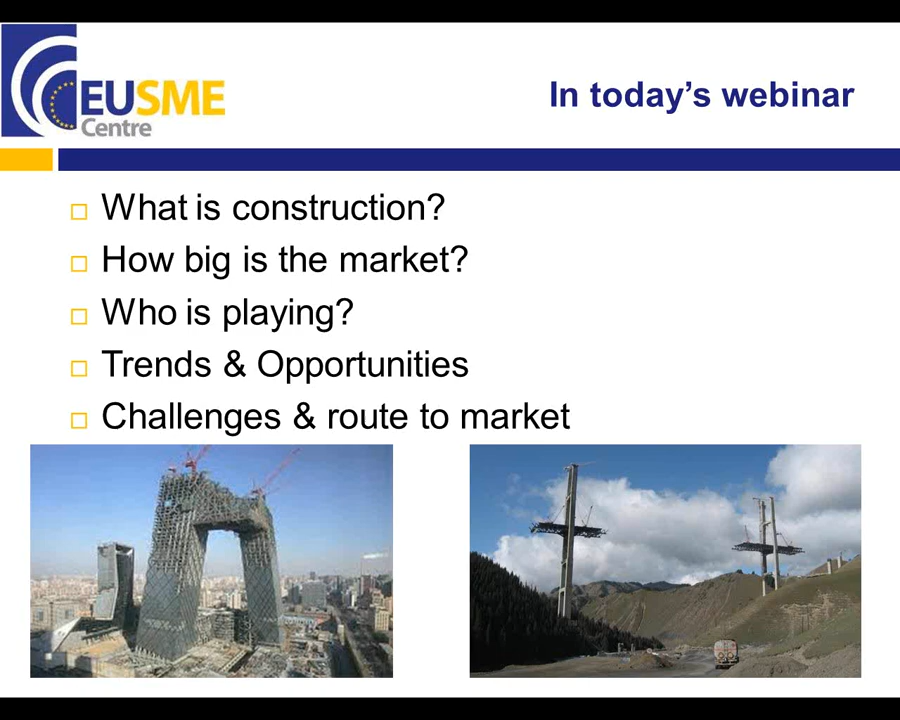 EUSME
Centre
In today's webinar
What is construction?
How big is the market?
Who is playing?
Trends & Opportunities
Challenges & route to market